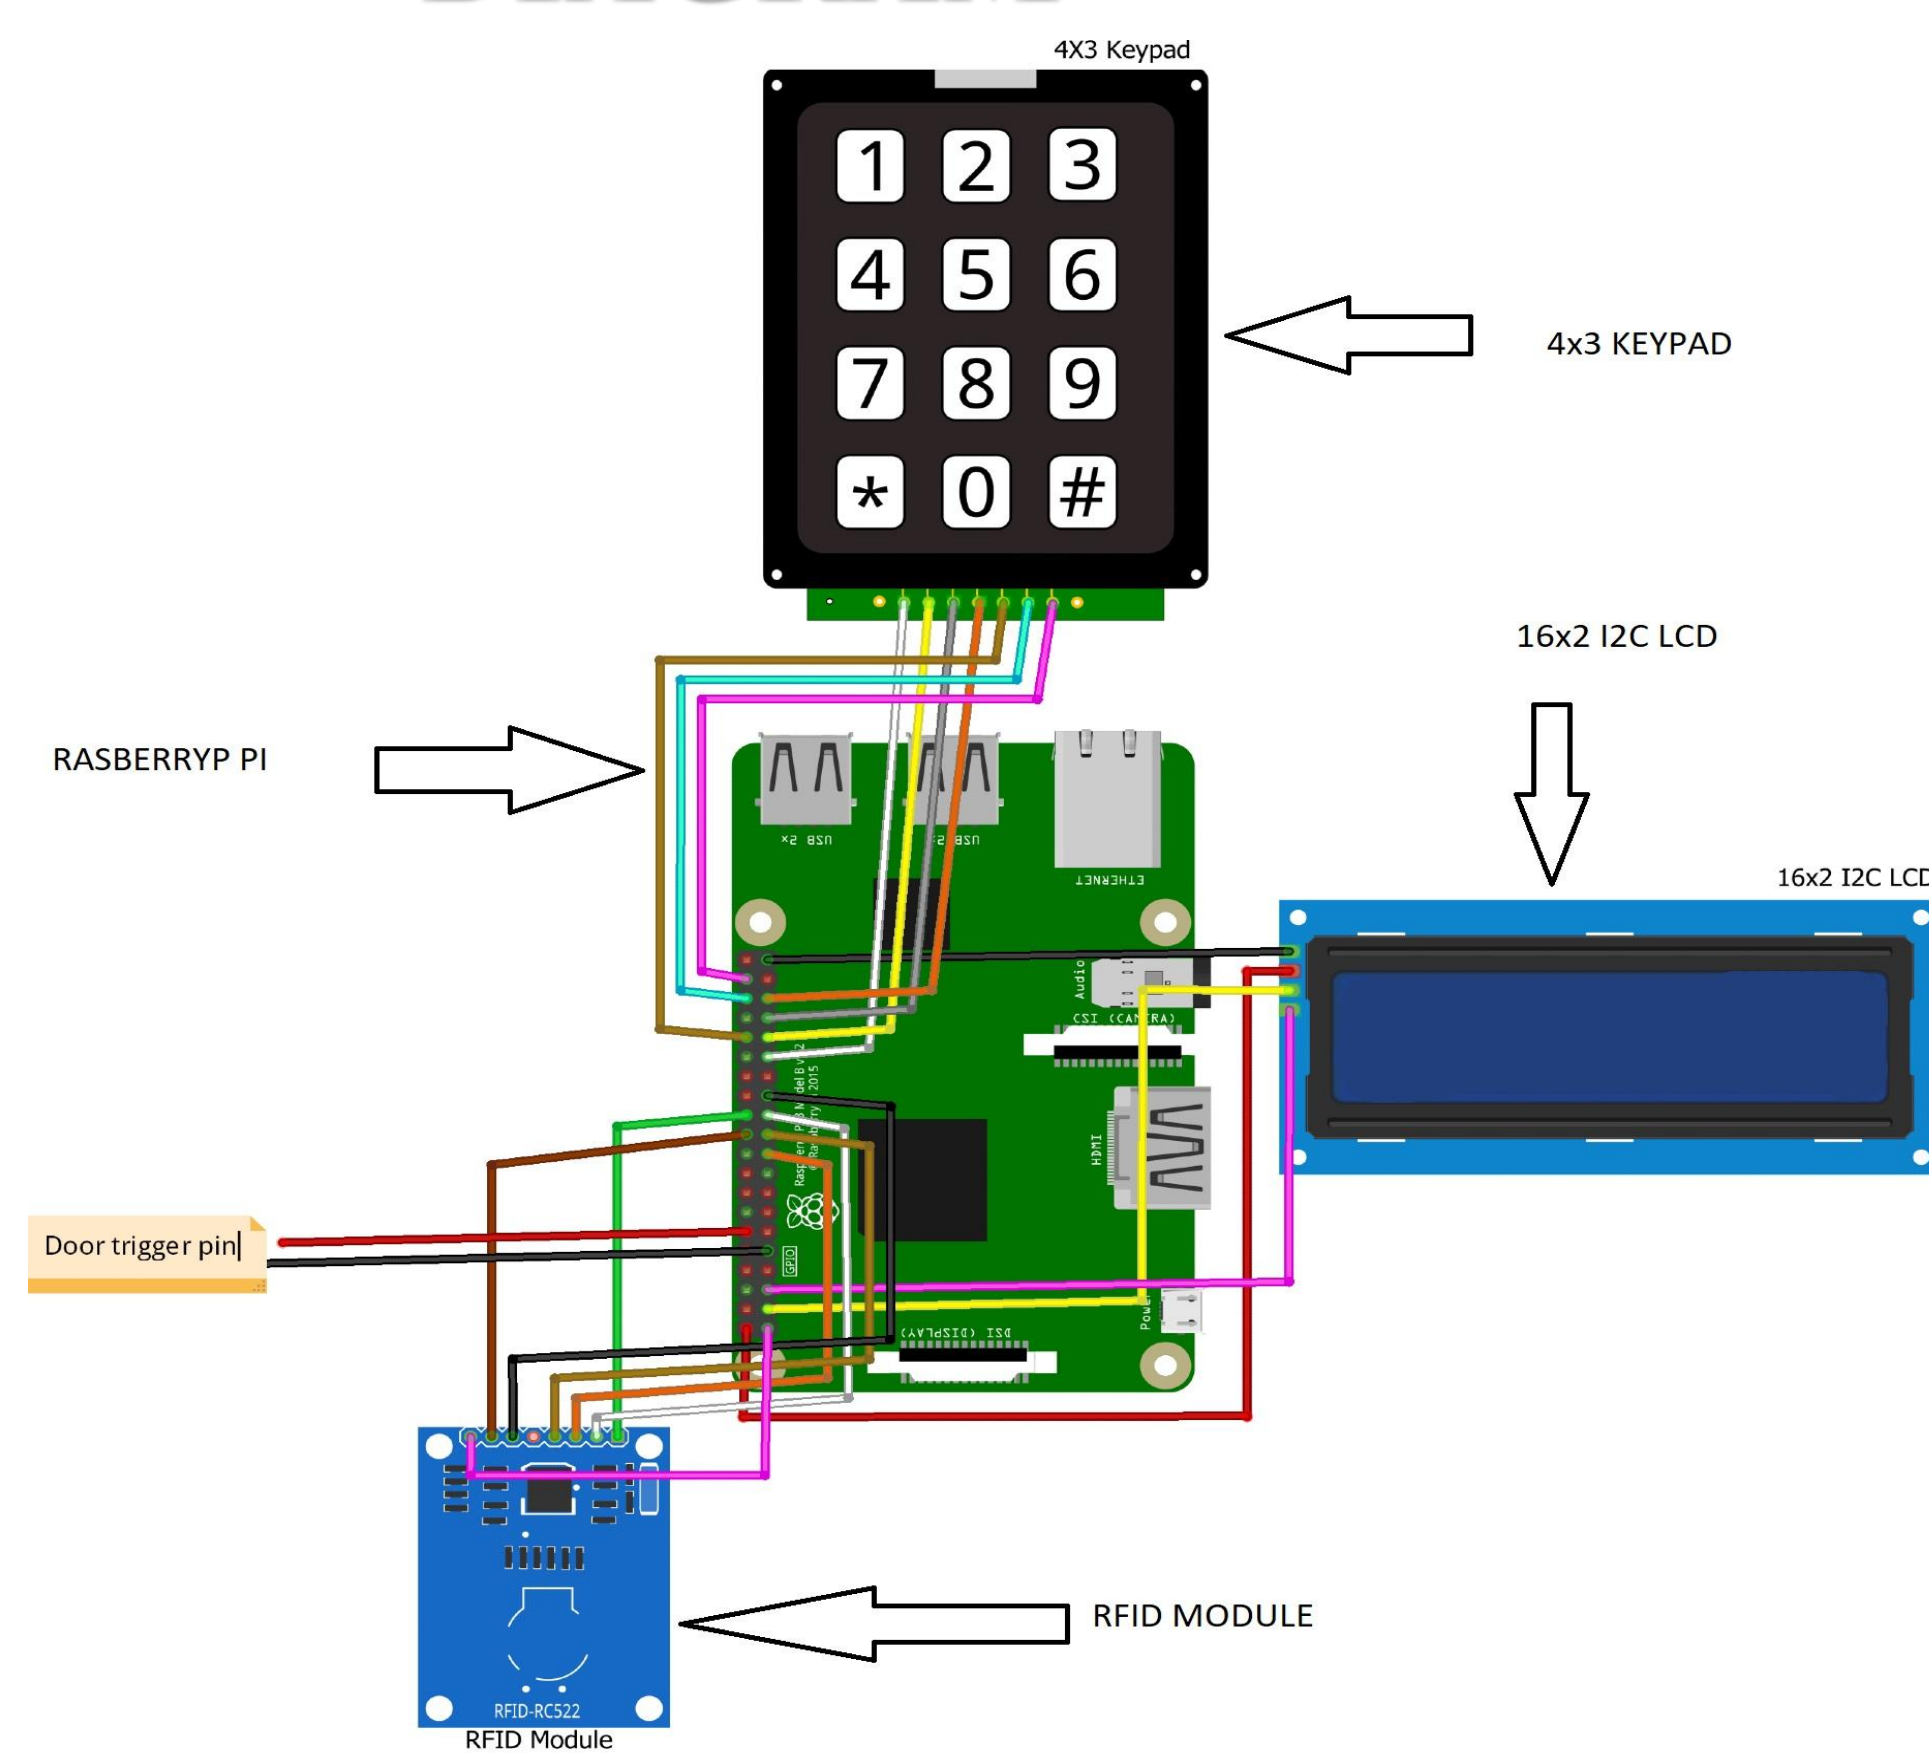 4X3 Keypad
1 2 3
4 5 6
7 8 9
* 0 #
4x3 KEYPAD
16x2 I2C LCD
RASBERRYP PI
USB 2x
USB 2x
ETHERNET
16x2 I2C LCD
Audio
CSI (CAMERA)
HDMI
Door trigger pin
GPIO
Power
DSI (DISPLAY)
RFID MODULE
RFID-RC522
RFID Module